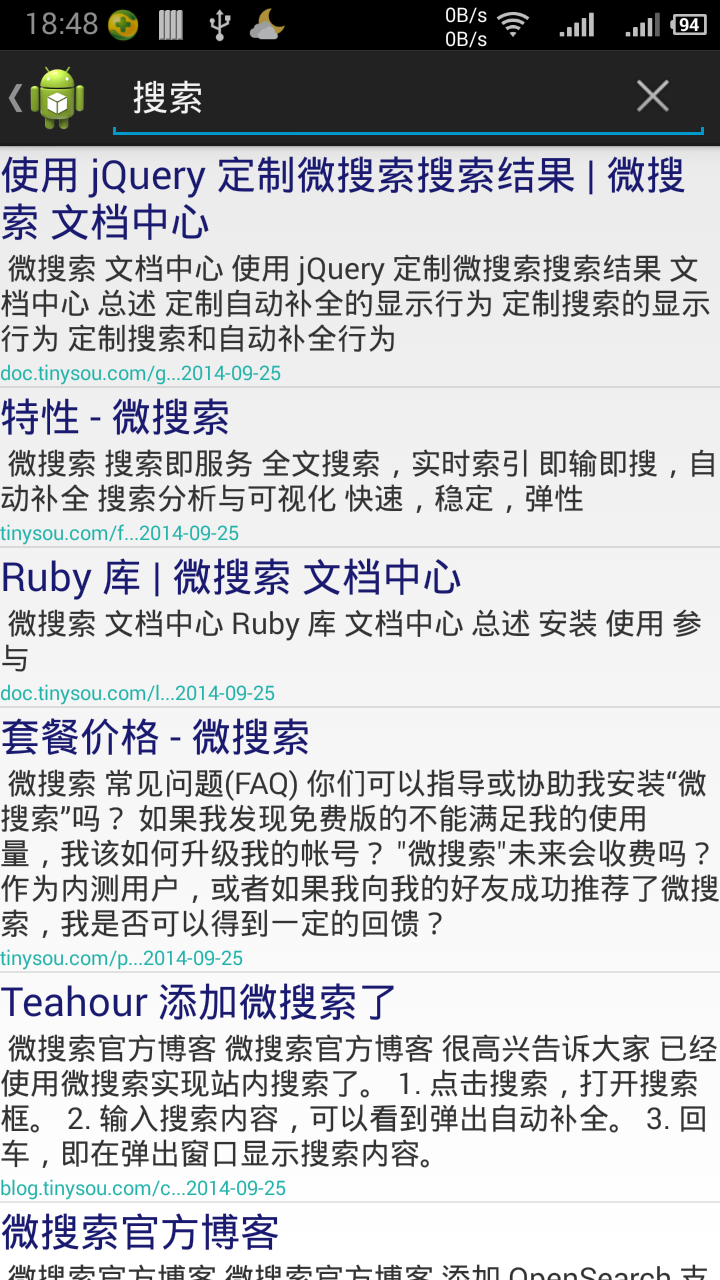 18:48
0B/s
0B/s
94
搜索
使用 jQuery 定制微搜索搜索结果 | 微搜
索 文档中心
微搜索 文档中心 使用 jQuery 定制微搜索搜索结果 文
档中心 总述 定制自动补全的显示行为 定制搜索的显示
行为 定制搜索和自动补全行为
doc.tinysou.com/g...2014-09-25
特性 - 微搜索
微搜索 搜索即服务 全文搜索，实时索引 即输即搜，自
动补全 搜索分析与可视化 快速，稳定，弹性
tinysou.com/f...2014-09-25
Ruby 库 | 微搜索 文档中心
微搜索 文档中心 Ruby 库 文档中心 总述 安装 使用 参
与
doc.tinysou.com/l...2014-09-25
套餐价格 - 微搜索
微搜索 常见问题(FAQ) 你们可以指导或协助我安装“微
搜索”吗？ 如果我发现免费版的不能满足我的使用
量，我该如何升级我的帐号？ "微搜索"未来会收费吗？
作为内测用户，或者如果我向我的好友成功推荐了微搜
索，我是否可以得到一定的回馈？
tinysou.com/p...2014-09-25
Teahour 添加微搜索了
微搜索官方博客 微搜索官方博客 很高兴告诉大家 已经
使用微搜索实现站内搜索了。 1. 点击搜索，打开搜索
框。 2. 输入搜索内容，可以看到弹出自动补全。 3. 回
车，即在弹出窗口显示搜索内容。
blog.tinysou.com/c...2014-09-25
微搜索官方博客
微搜索官方博客 微搜索官方博客 添加 OpenSearch 支